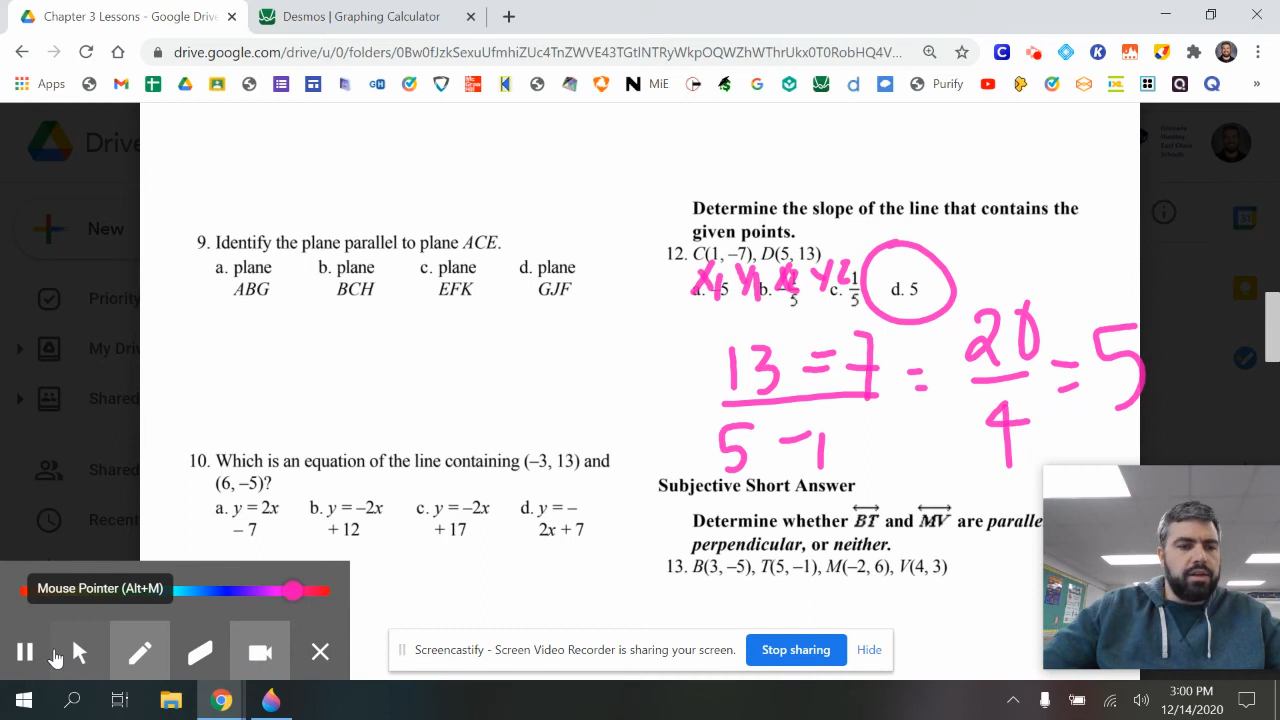 Chapter 3 Lessons - Google Drive
Desmos | Graphing Calculator
drive.google.com/drive/u/0/folders/0Bw0fJzkSexuUfmhiZUc4TnZWVE43TGtlNTRyWkpOQWZhWThrUkx0T0RobHQ4V...
Apps
MiE
Purify
»
Drive
New
Priority
My Drive
Shared
Shared
Recent
Determine the slope of the line that contains the
given points.
12. C(1, –7), D(5, 13)
x1 y1 x2 y2
a. –5 b. –1/5 c. 1/5 d. 5
13 - -7 = 20 = 5
5 - 1 4
9. Identify the plane parallel to plane ACE.
a. plane b. plane c. plane d. plane
ABG BCH EFK GJF
10. Which is an equation of the line containing (–3, 13) and
(6, –5)?
a. y = 2x b. y = –2x c. y = –2x d. y = –
– 7 + 12 + 17 2x + 7
Subjective Short Answer
Determine whether BT and MV are paralle
perpendicular, or neither.
13. B(3, –5), T(5, –1), M(–2, 6), V(4, 3)
Mouse Pointer (Alt+M)
Screencastify - Screen Video Recorder is sharing your screen.
Stop sharing
Hide
3:00 PM
12/14/2020